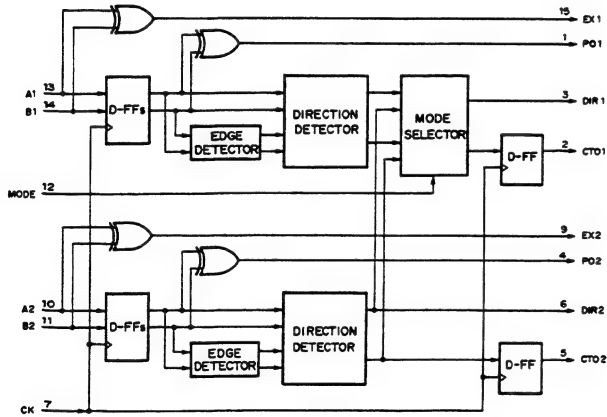 15 EX1
1 PO1
A1 13
B1 14
D-FFs
EDGE
DETECTOR
DIRECTION
DETECTOR
MODE
SELECTOR
3 DIR1
2 CTO1
D-FF
MODE 12
9 EX2
4 PO2
A2 10
B2 11
D-FFs
EDGE
DETECTOR
DIRECTION
DETECTOR
6 DIR2
5 CTO2
D-FF
CK 7